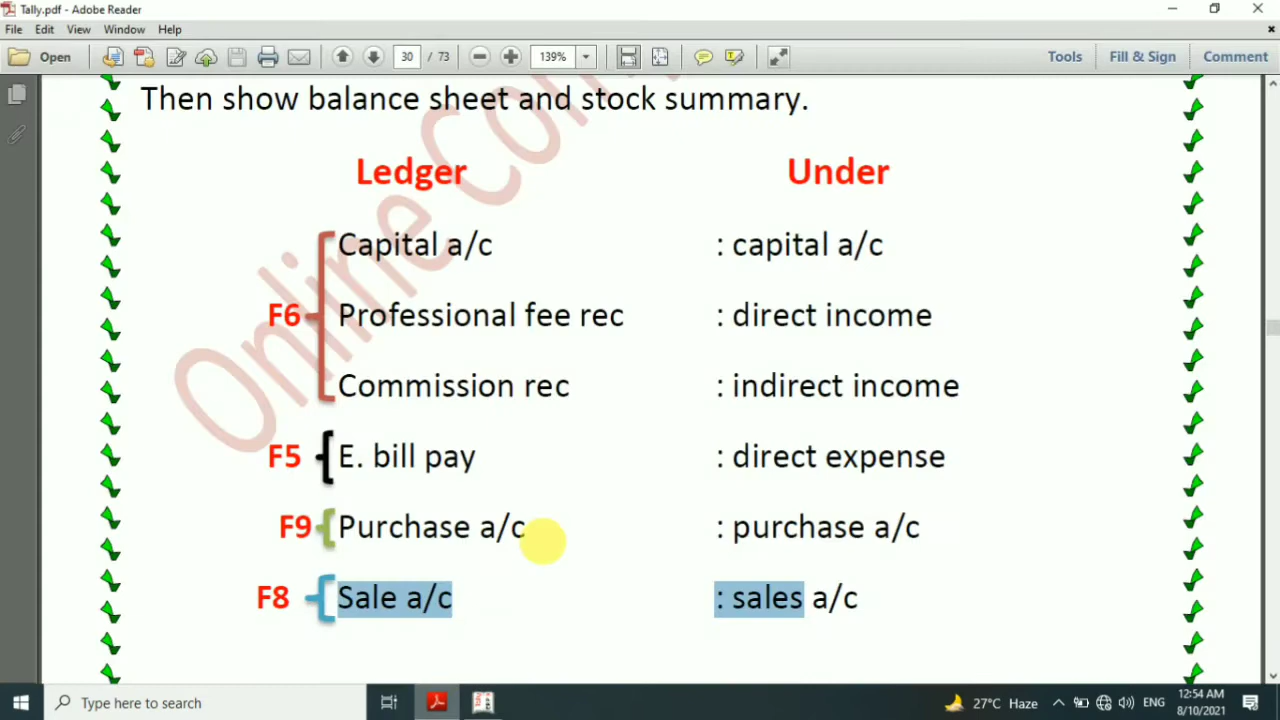 Tally.pdf - Adobe Reader
File Edit View Window Help
Open 30 / 73 139% Tools Fill & Sign Comment
Then show balance sheet and stock summary.
Ledger Under
Capital a/c : capital a/c
F6 Professional fee rec : direct income
Commission rec : indirect income
F5 E. bill pay : direct expense
F9 Purchase a/c : purchase a/c
F8 Sale a/c : sales a/c
Online Com
Type here to search 27°C Haze ENG 12:54 AM
8/10/2021